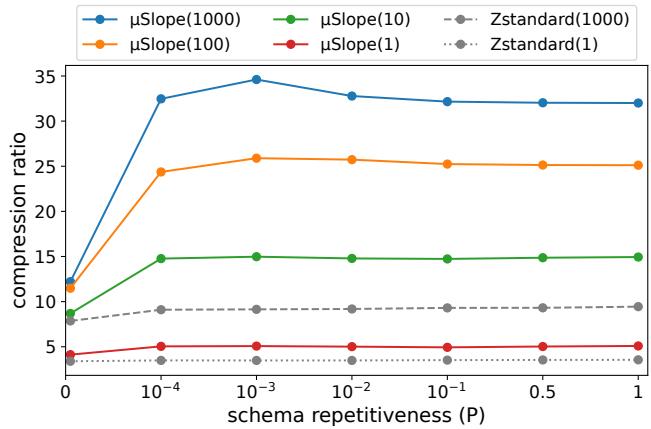 μSlope(1000) μSlope(10) Zstandard(1000)
μSlope(100) μSlope(1) Zstandard(1)
35
30
25
20
15
10
5
compression ratio
0 10⁻⁴ 10⁻³ 10⁻² 10⁻¹ 0.5 1
schema repetitiveness (P)